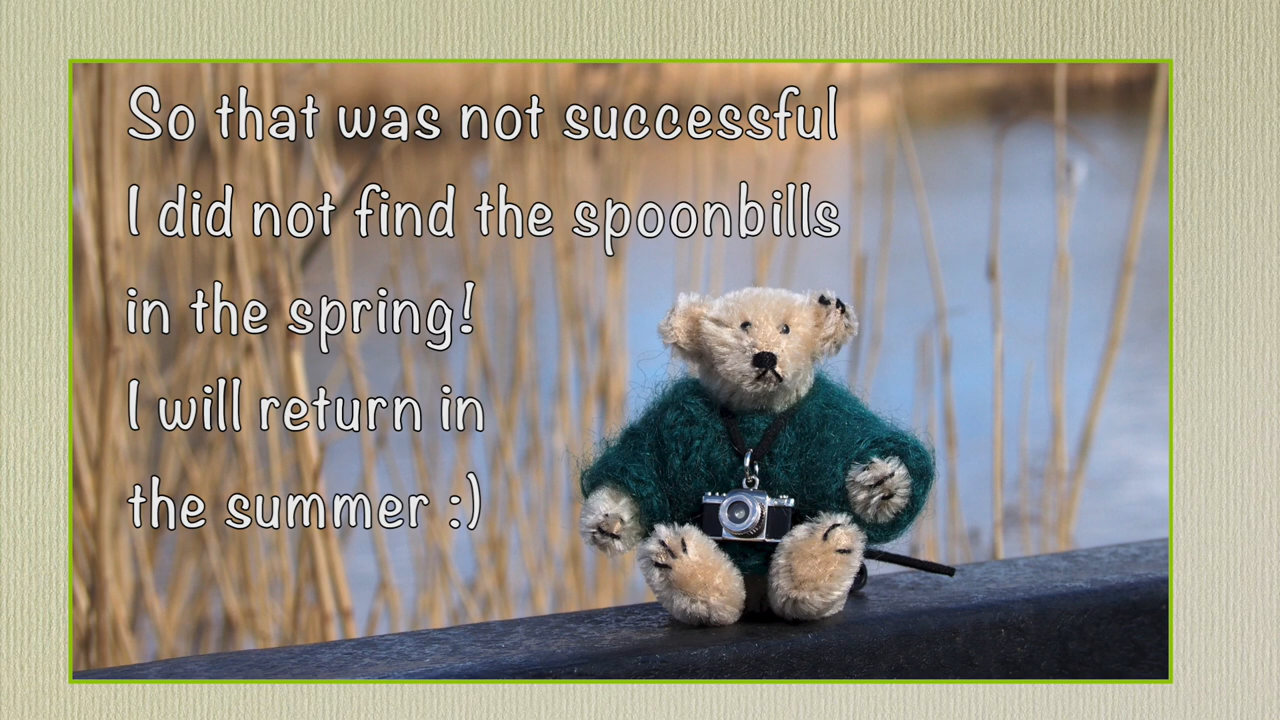 So that was not successful
I did not find the spoonbills
in the spring!
I will return in
the summer :)